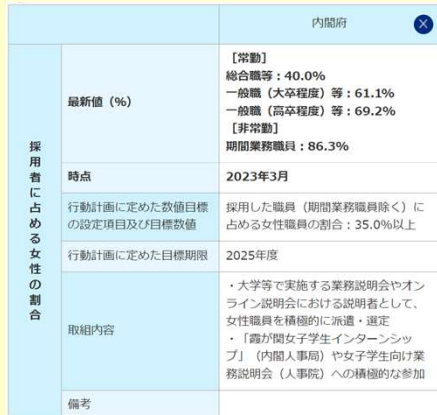 内閣府
X
採用者に占める女性の割合
最新値（%）
［常勤］
総合職等：40.0%
一般職（大卒程度）等：61.1%
一般職（高卒程度）等：69.2%
［非常勤］
期間業務職員：86.3%
時点
2023年3月
行動計画に定めた数値目標
の設定項目及び目標数値
採用した職員（期間業務職員除く）に
占める女性職員の割合：35.0%以上
行動計画に定めた目標期限
2025年度
取組内容
・大学等で実施する業務説明会やオン
ライン説明会における説明者として、
女性職員を積極的に派遣・選定
・「霞が関女子学生インターンシッ
プ」（内閣人事局）や女子学生向け業
務説明会（人事院）への積極的な参加
備考